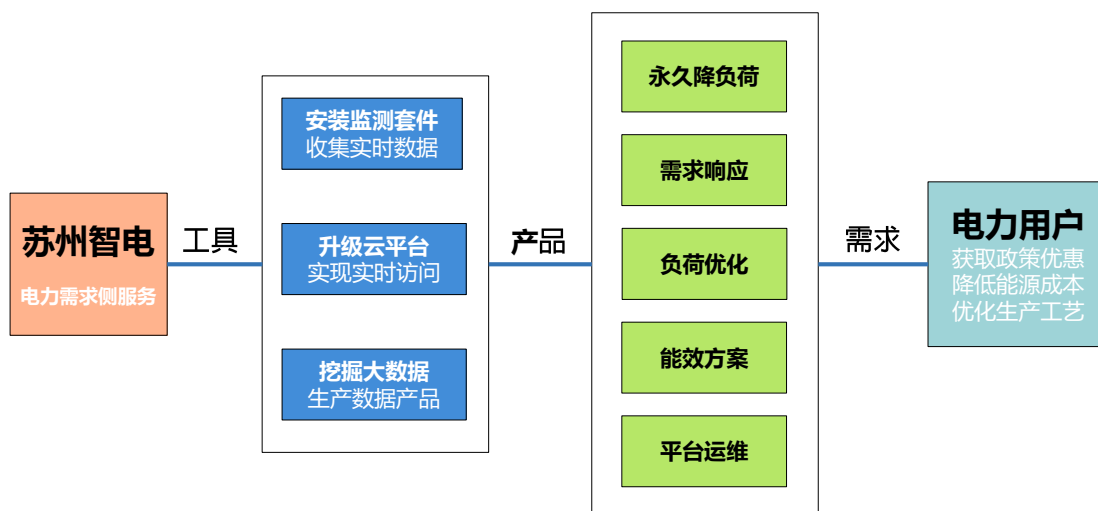 苏州智电
电力需求侧服务
工具
安装监测套件
收集实时数据
升级云平台
实现实时访问
挖掘大数据
生产数据产品
产品
永久降负荷
需求响应
负荷优化
能效方案
平台运维
需求
电力用户
获取政策优惠
降低能源成本
优化生产工艺